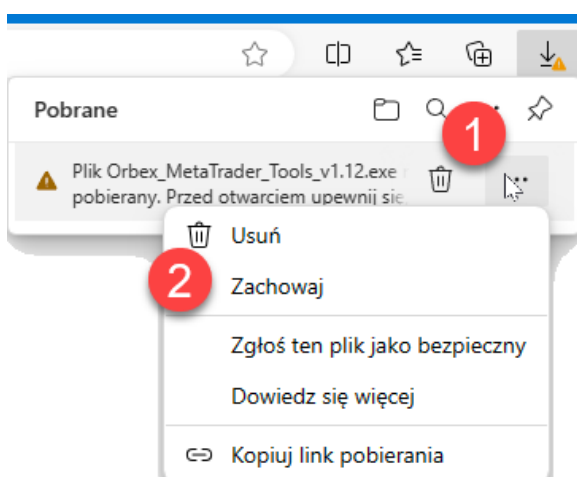 Pobrane
1
Plik Orbex_MetaTrader_Tools_v1.12.exe
pobierany. Przed otwarciem upewnij się
Usuń
2
Zachowaj
Zgłoś ten plik jako bezpieczny
Dowiedz się więcej
Kopiuj link pobierania